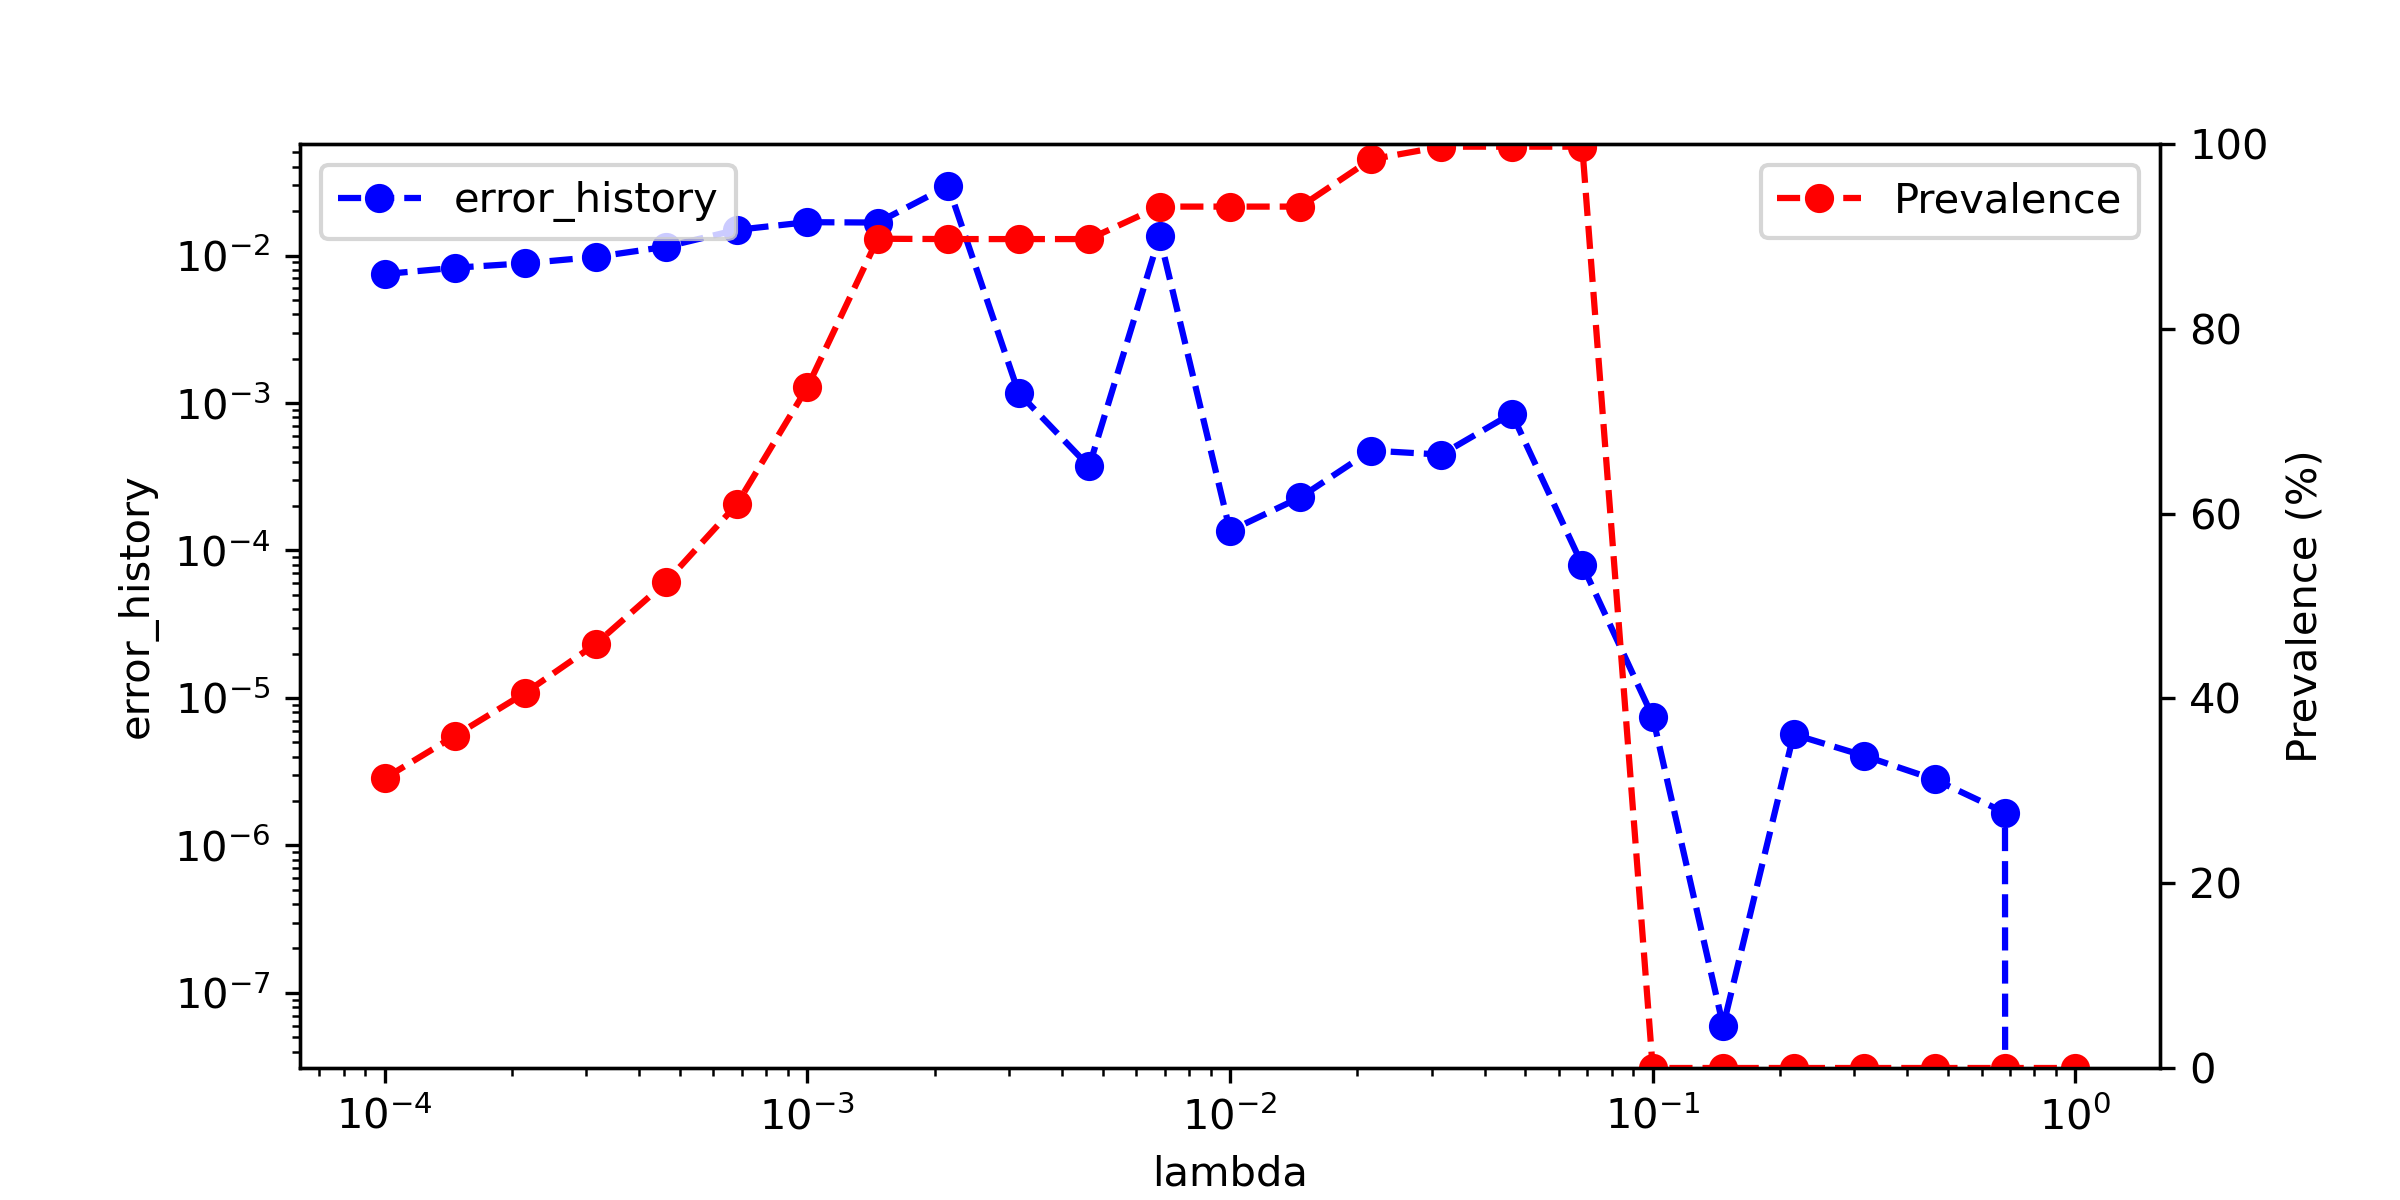 error_history
Prevalence
10⁻²
10⁻³
10⁻⁴
10⁻⁵
10⁻⁶
10⁻⁷
error_history
100
80
60
40
20
0
Prevalence (%)
10⁻⁴ 10⁻³ 10⁻² 10⁻¹ 10⁰
lambda